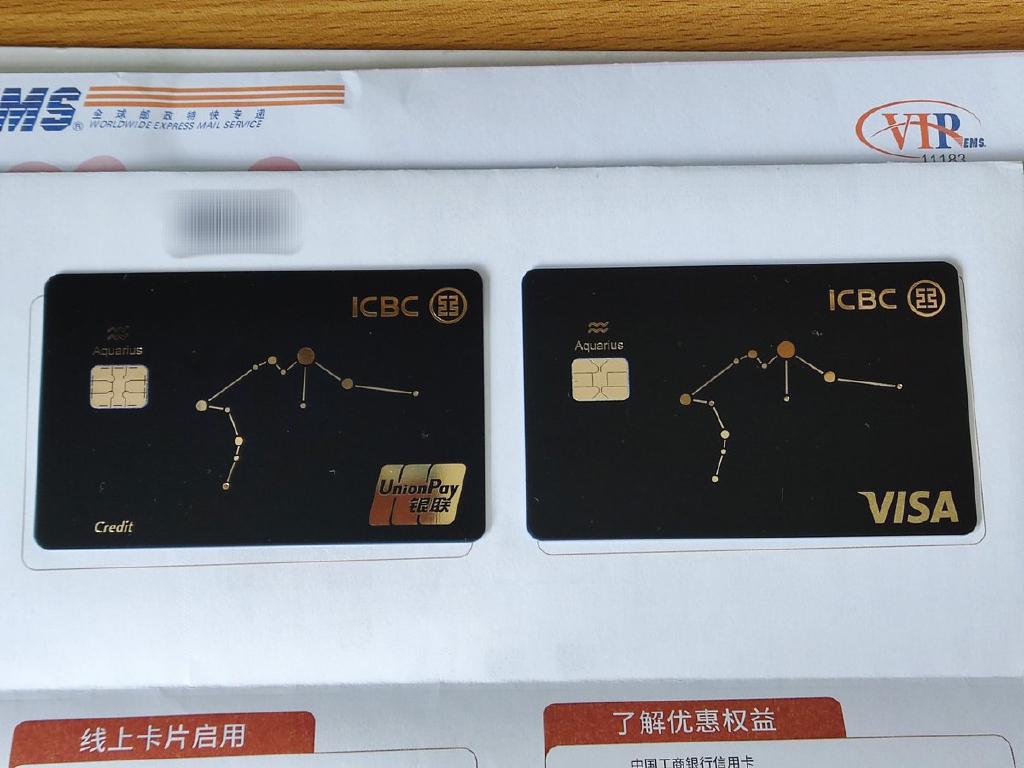 EMS®
全球邮政特快专递
WORLDWIDE EXPRESS MAIL SERVICE
VIP EMS.
11183
ICBC
Aquarius
UnionPay
银联
Credit
ICBC
Aquarius
VISA
线上卡片启用
了解优惠权益
中国工商银行信用卡